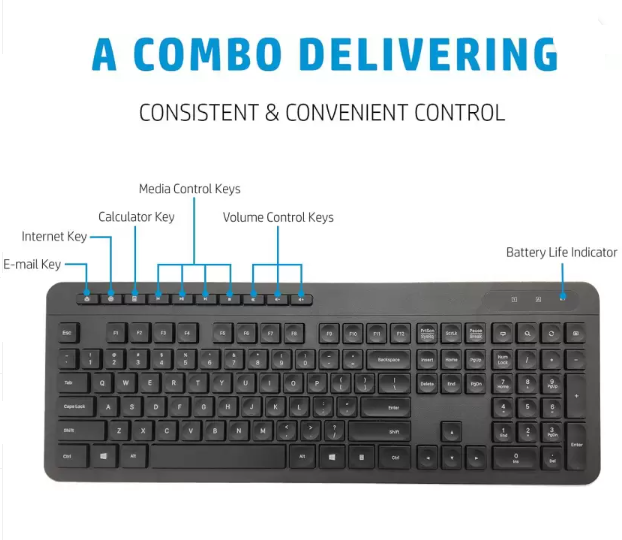 A COMBO DELIVERING
CONSISTENT & CONVENIENT CONTROL
Media Control Keys
Calculator Key
Volume Control Keys
Internet Key
E-mail Key
Battery Life Indicator
Esc F1 F2 F3 F4 F5 F6 F7 F8 F9 F10 F11 F12 PrtScn SysRq ScrLk Pause Break
1 2 3 4 5 6 7 8 9 0 Backspace Insert Home PgUp Num Lock / * -
Tab Q W E R T Y U I O P { } | Delete End PgDn 7 Home 8 9 PgUp +
Caps Lock A S D F G H J K L Enter 4 5 6
Shift Z X C V B N M < > ? Shift 1 End 2 3 PgDn Enter
Ctrl Alt Alt Ctrl 0 Ins . Del